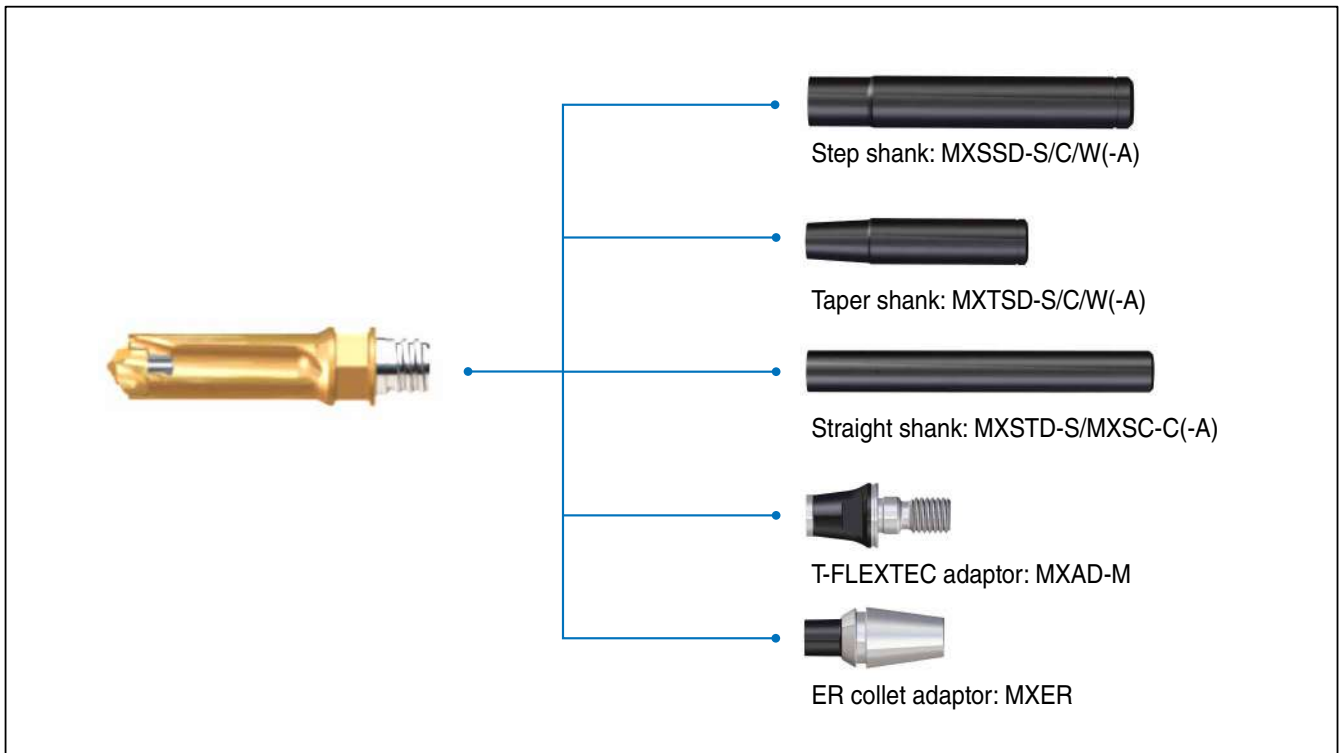 Step shank: MXSSD-S/C/W(-A)
Taper shank: MXTSD-S/C/W(-A)
Straight shank: MXSTD-S/MXSC-C(-A)
T-FLEXTEC adaptor: MXAD-M
ER collet adaptor: MXER